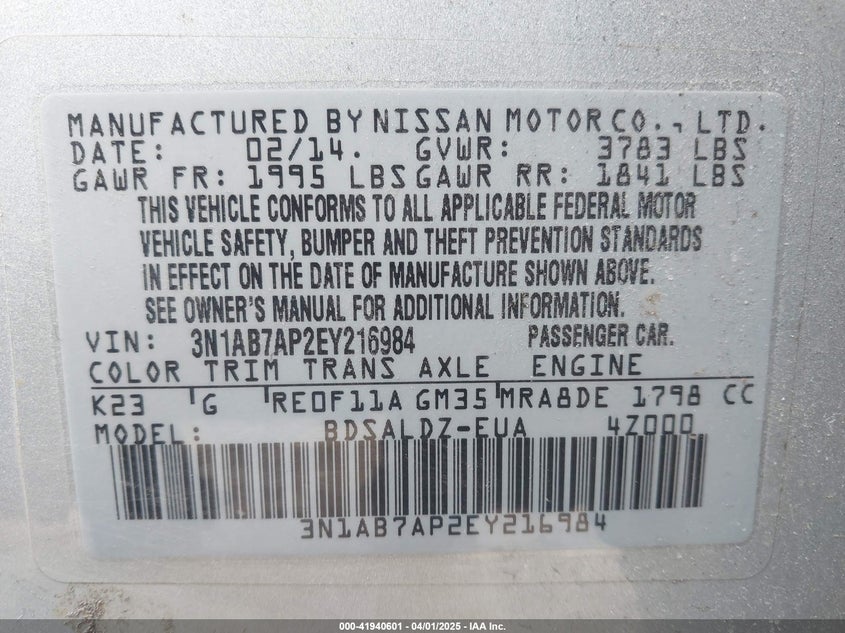 MANUFACTURED BY NISSAN MOTOR CO., LTD.
DATE: 02/14. GVWR: 3783 LBS
GAWR FR: 1995 LBS GAWR RR: 1841 LBS
THIS VEHICLE CONFORMS TO ALL APPLICABLE FEDERAL MOTOR
VEHICLE SAFETY, BUMPER AND THEFT PREVENTION STANDARDS
IN EFFECT ON THE DATE OF MANUFACTURE SHOWN ABOVE.
SEE OWNER'S MANUAL FOR ADDITIONAL INFORMATION.
VIN: 3N1AB7AP2EY216984 PASSENGER CAR.
COLOR TRIM TRANS AXLE ENGINE
K23 G RE0F11A GM35 MRA8DE 1798 CC
MODEL: BDSALDZ-EUA 4Z000
3N1AB7AP2EY216984
000-41940601 - 04/01/2025 - IAA Inc.